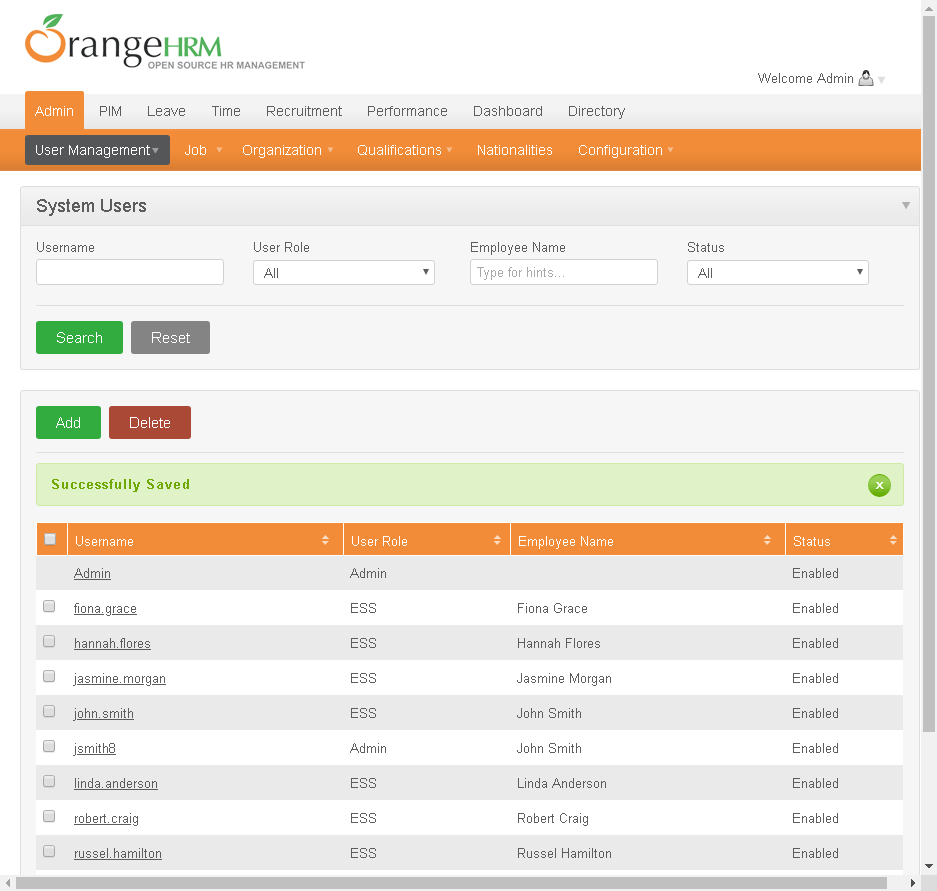 OrangeHRM
OPEN SOURCE HR MANAGEMENT
Welcome Admin
Admin PIM Leave Time Recruitment Performance Dashboard Directory
User Management Job Organization Qualifications Nationalities Configuration
System Users
Username User Role Employee Name Status
All Type for hints... All
Search Reset
Add Delete
Successfully Saved
Username User Role Employee Name Status
Admin Admin Enabled
fiona.grace ESS Fiona Grace Enabled
hannah.flores ESS Hannah Flores Enabled
jasmine.morgan ESS Jasmine Morgan Enabled
john.smith ESS John Smith Enabled
jsmith8 Admin John Smith Enabled
linda.anderson ESS Linda Anderson Enabled
robert.craig ESS Robert Craig Enabled
russel.hamilton ESS Russel Hamilton Enabled